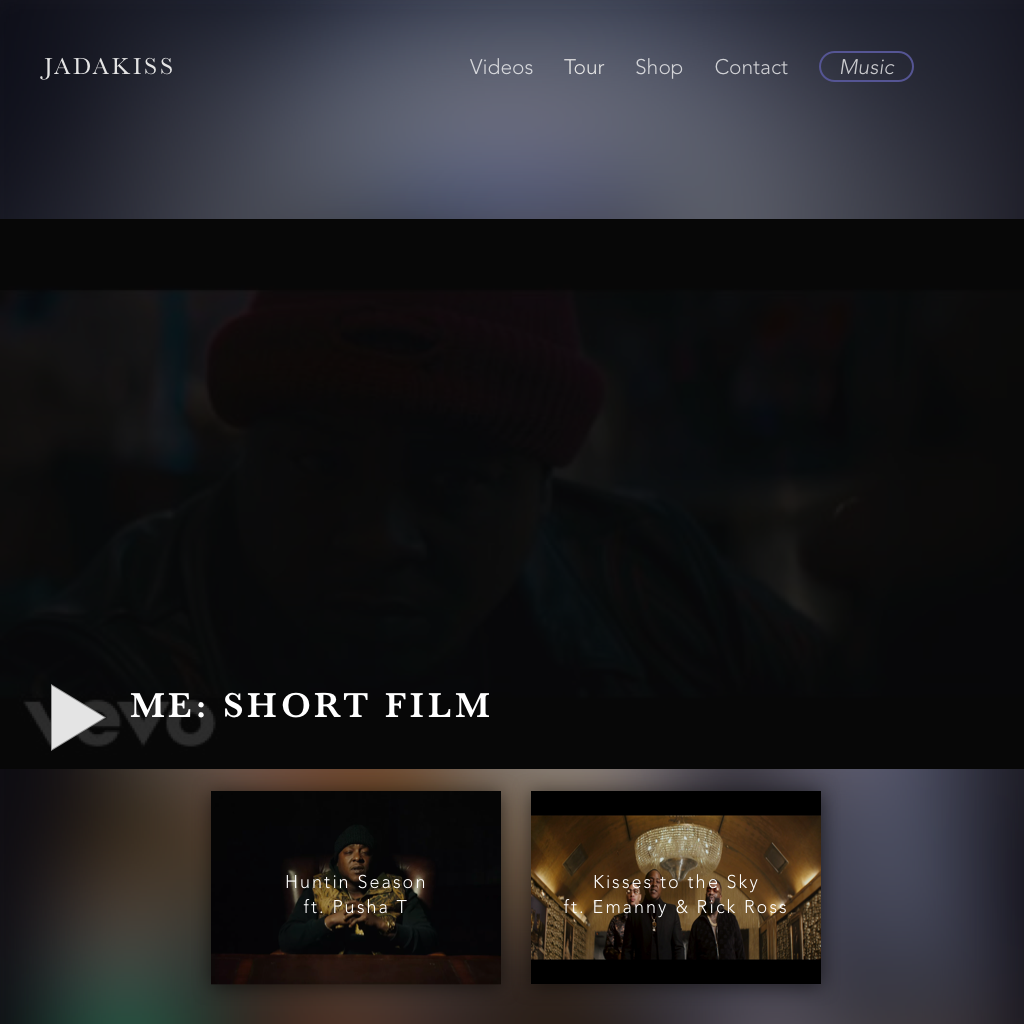 JADAKISS
Videos Tour Shop Contact Music
vevo
ME: SHORT FILM
Huntin Season
ft. Pusha T
Kisses to the Sky
ft. Emanny & Rick Ross